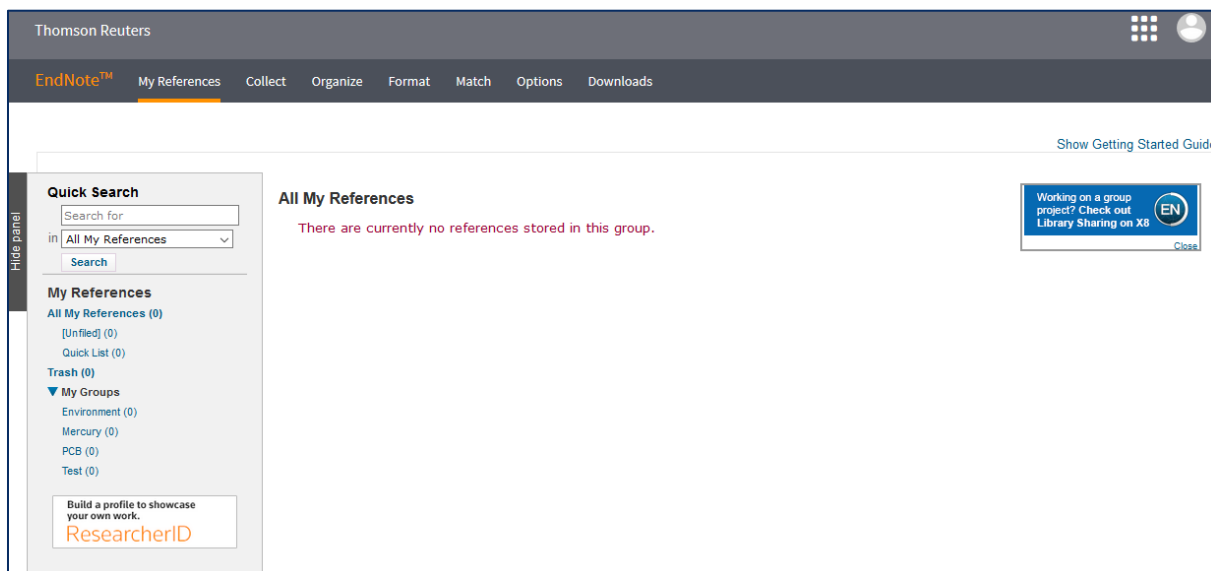 Thomson Reuters
EndNote™ My References Collect Organize Format Match Options Downloads
Show Getting Started Guide
Hide panel
Quick Search
Search for
in All My References
Search
My References
All My References (0)
[Unfiled] (0)
Quick List (0)
Trash (0)
My Groups
Environment (0)
Mercury (0)
PCB (0)
Test (0)
Build a profile to showcase
your own work.
ResearcherID
All My References
There are currently no references stored in this group.
Working on a group
project? Check out
Library Sharing on X8
EN
Close